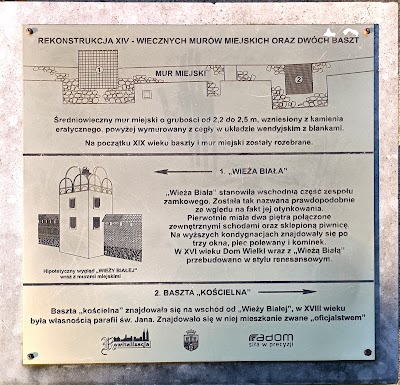 REKONSTRUKCJA XIV - WIECZNYCH MURÓW MIEJSKICH ORAZ DWÓCH BASZT
1
MUR MIEJSKI
2
Średniowieczny mur miejski o grubości od 2,2 do 2,5 m, wzniesiony z kamienia
eratycznego, powyżej wymurowany z cegły w układzie wendyjskim z blankami.
Na początku XIX wieku baszty i mur miejski zostały rozebrane.
1. „WIEŻA BIAŁA"
„Wieża Biała" stanowiła wschodnią część zespołu
zamkowego. Została tak nazwana prawdopodobnie
ze względu na fakt jej otynkowania.
Pierwotnie miała dwa piętra połączone
zewnętrznymi schodami oraz sklepioną piwnicę.
Na wyższych kondygnacjach znajdowały się po
trzy okna, piec polewany i kominek.
W XVI wieku Dom Wielki wraz z „Wieżą Białą"
przebudowano w stylu renesansowym.
Hipotetyczny wygląd „WIEŻY BIAŁEJ"
wraz z murami miejskimi
2. BASZTA „KOŚCIELNA"
Baszta „kościelna" znajdowała się na wschód od „Wieży Białej", w XVIII wieku
była własnością parafii św. Jana. Znajdowało się w niej mieszkanie zwane „oficjalstwem"
rewitalizacja
radom
siła w precyzji